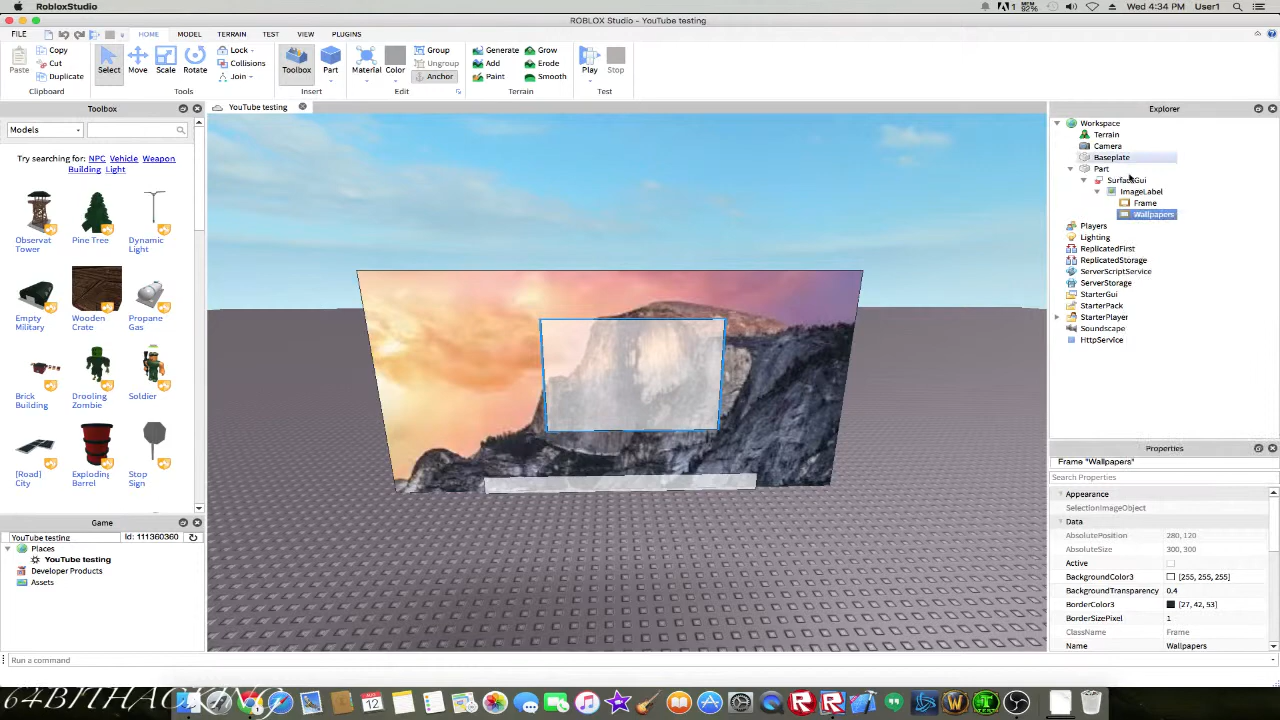 RobloxStudio
Wed 4:34 PM User1
ROBLOX Studio - YouTube testing
FILE HOME MODEL TERRAIN TEST VIEW PLUGINS
Paste Copy Cut Duplicate
Select Move Scale Rotate Lock Collisions Join
Toolbox Part
Material Color Group Ungroup Anchor
Generate Add Paint Grow Erode Smooth
Play Stop
Clipboard Tools Insert Edit Terrain Test
Toolbox
YouTube testing
Explorer
Models
Try searching for: NPC Vehicle Weapon
Building Light
Observat Tower
Pine Tree
Dynamic Light
Empty Military
Wooden Crate
Propane Gas
Brick Building
Drooling Zombie
Soldier
[Road] City
Exploding Barrel
Stop Sign
Game
YouTube testing Id: 111360360
Places
YouTube testing
Developer Products
Assets
Workspace
Terrain
Camera
Baseplate
Part
SurfaceGui
ImageLabel
Frame
Wallpapers
Players
Lighting
ReplicatedFirst
ReplicatedStorage
ServerScriptService
ServerStorage
StarterGui
StarterPack
StarterPlayer
Soundscape
HttpService
Properties
Frame "Wallpapers"
Search Properties
Appearance
SelectionImageObject
Data
AbsolutePosition 280, 120
AbsoluteSize 300, 300
Active
BackgroundColor3 [255, 255, 255]
BackgroundTransparency 0.4
BorderColor3 [27, 42, 53]
BorderSizePixel 1
ClassName Frame
Name Wallpapers
Run a command
64BITHACKING